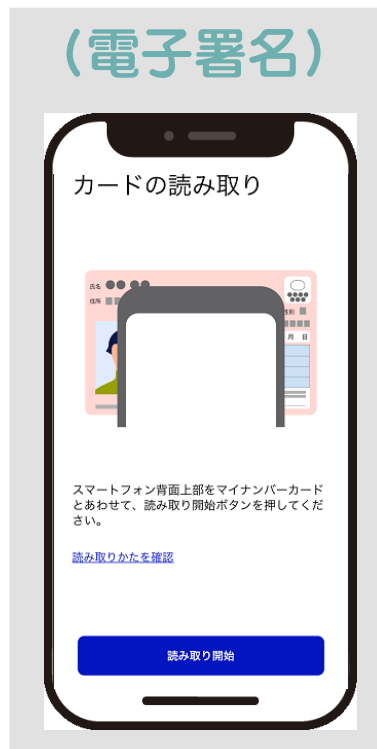 (電子署名)
カードの読み取り
氏名
住所
性別
月 日
スマートフォン背面上部をマイナンバーカード
とあわせて、読み取り開始ボタンを押してくだ
さい。
読み取りかたを確認
読み取り開始